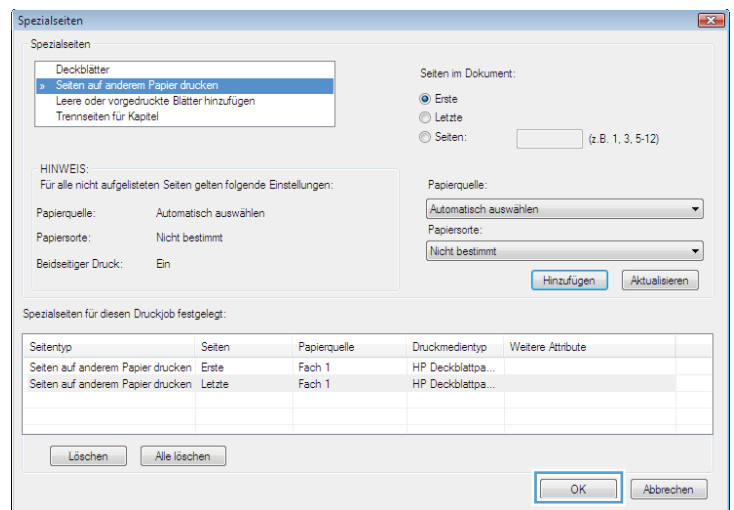 Spezialseiten
Spezialseiten
Deckblätter
» Seiten auf anderem Papier drucken
Leere oder vorgedruckte Blätter hinzufügen
Trennseiten für Kapitel
Seiten im Dokument:
Erste
Letzte
Seiten: (z.B. 1, 3, 5-12)
HINWEIS:
Für alle nicht aufgelisteten Seiten gelten folgende Einstellungen:
Papierquelle: Automatisch auswählen
Papiersorte: Nicht bestimmt
Beidseitiger Druck: Ein
Papierquelle:
Automatisch auswählen
Papiersorte:
Nicht bestimmt
Hinzufügen Aktualisieren
Spezialseiten für diesen Druckjob festgelegt:
Seitentyp Seiten Papierquelle Druckmedientyp Weitere Attribute
Seiten auf anderem Papier drucken Erste Fach 1 HP Deckblattpa...
Seiten auf anderem Papier drucken Letzte Fach 1 HP Deckblattpa...
Löschen Alle löschen
OK Abbrechen